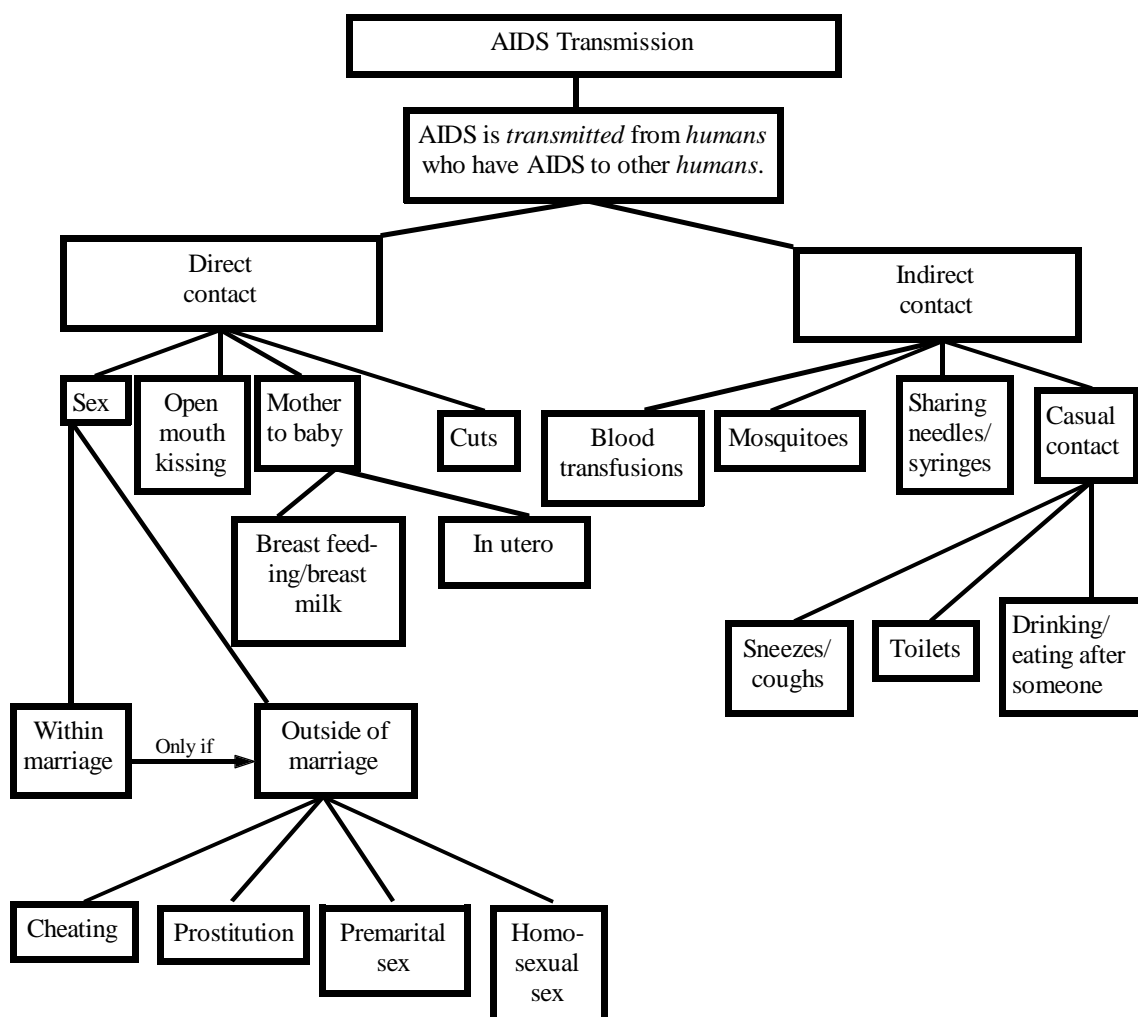 AIDS Transmission
AIDS is transmitted from humans
who have AIDS to other humans.
Direct
contact
Indirect
contact
Sex
Open
mouth
kissing
Mother
to baby
Cuts
Blood
transfusions
Mosquitoes
Sharing
needles/
syringes
Casual
contact
Breast feed-
ing/breast
milk
In utero
Sneezes/
coughs
Toilets
Drinking/
eating after
someone
Within
marriage
Only if
Outside of
marriage
Cheating
Prostitution
Premarital
sex
Homo-
sexual
sex